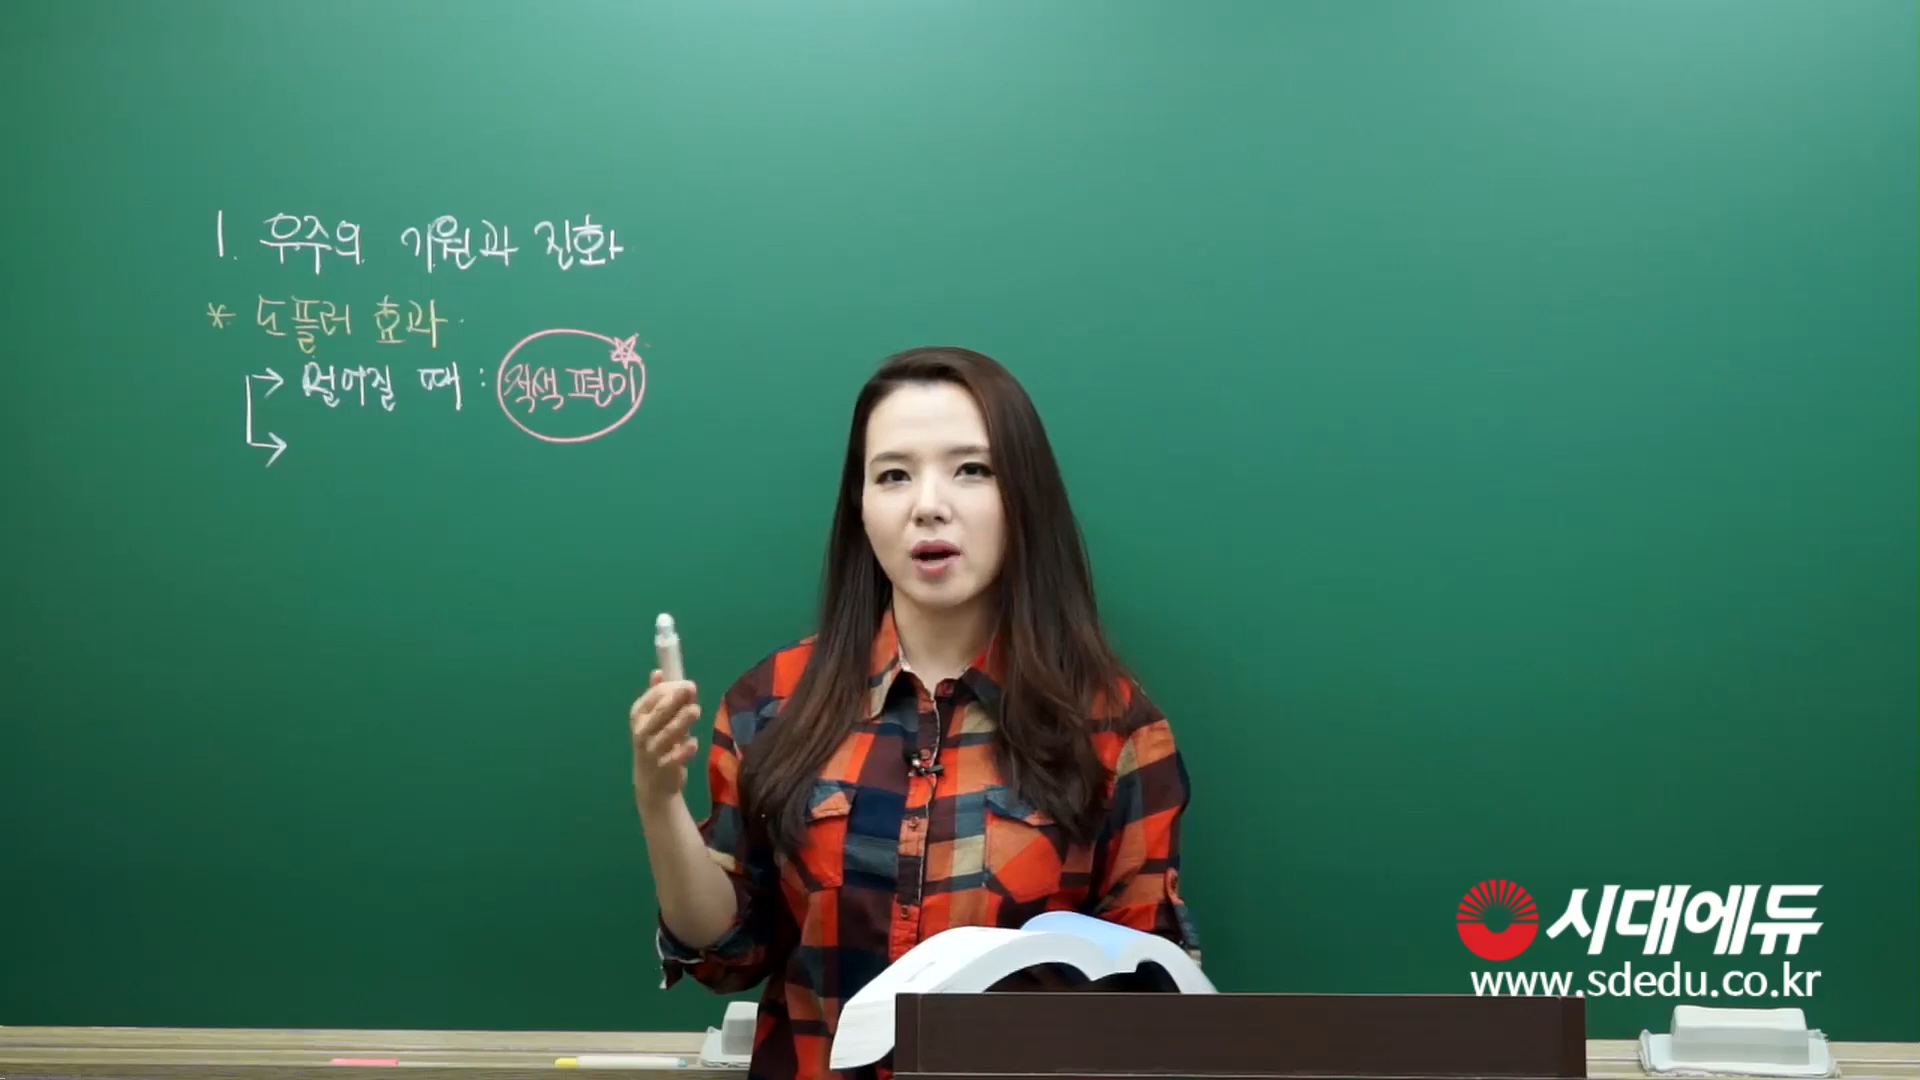 1. 우주의 기원과 진화
* 도플러 효과
→ 멀어질 때 : 적색편이
→
시대에듀
www.sdedu.co.kr